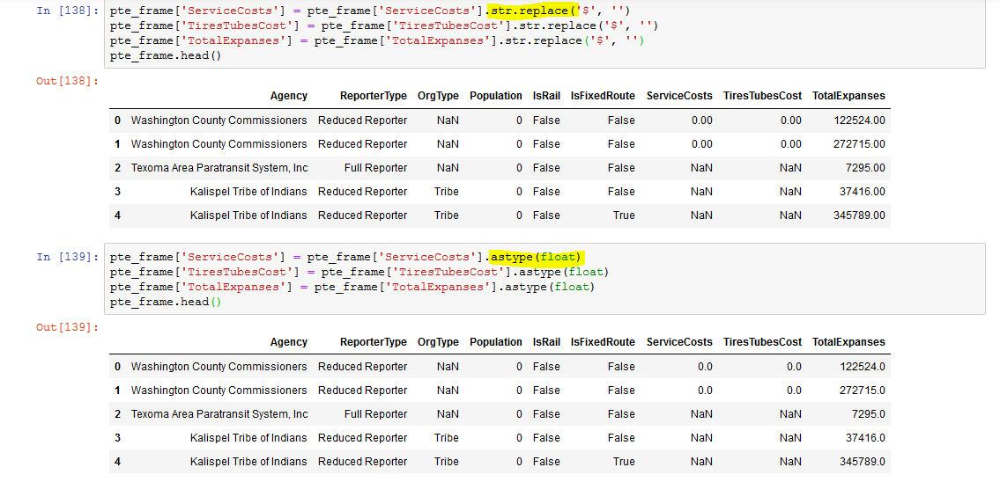 In [138]: pte_frame['ServiceCosts'] = pte_frame['ServiceCosts'].str.replace('$', '')
pte_frame['TiresTubesCost'] = pte_frame['TiresTubesCost'].str.replace('$', '')
pte_frame['TotalExpanses'] = pte_frame['TotalExpanses'].str.replace('$', '')
pte_frame.head()
Out[138]:
Agency ReporterType OrgType Population IsRail IsFixedRoute ServiceCosts TiresTubesCost TotalExpanses
0 Washington County Commissioners Reduced Reporter NaN 0 False False 0.00 0.00 122524.00
1 Washington County Commissioners Reduced Reporter NaN 0 False False 0.00 0.00 272715.00
2 Texoma Area Paratransit System, Inc Full Reporter NaN 0 False False NaN NaN 7295.00
3 Kalispel Tribe of Indians Reduced Reporter Tribe 0 False False NaN NaN 37416.00
4 Kalispel Tribe of Indians Reduced Reporter Tribe 0 False True NaN NaN 345789.00
In [139]: pte_frame['ServiceCosts'] = pte_frame['ServiceCosts'].astype(float)
pte_frame['TiresTubesCost'] = pte_frame['TiresTubesCost'].astype(float)
pte_frame['TotalExpanses'] = pte_frame['TotalExpanses'].astype(float)
pte_frame.head()
Out[139]:
Agency ReporterType OrgType Population IsRail IsFixedRoute ServiceCosts TiresTubesCost TotalExpanses
0 Washington County Commissioners Reduced Reporter NaN 0 False False 0.0 0.0 122524.0
1 Washington County Commissioners Reduced Reporter NaN 0 False False 0.0 0.0 272715.0
2 Texoma Area Paratransit System, Inc Full Reporter NaN 0 False False NaN NaN 7295.0
3 Kalispel Tribe of Indians Reduced Reporter Tribe 0 False False NaN NaN 37416.0
4 Kalispel Tribe of Indians Reduced Reporter Tribe 0 False True NaN NaN 345789.0